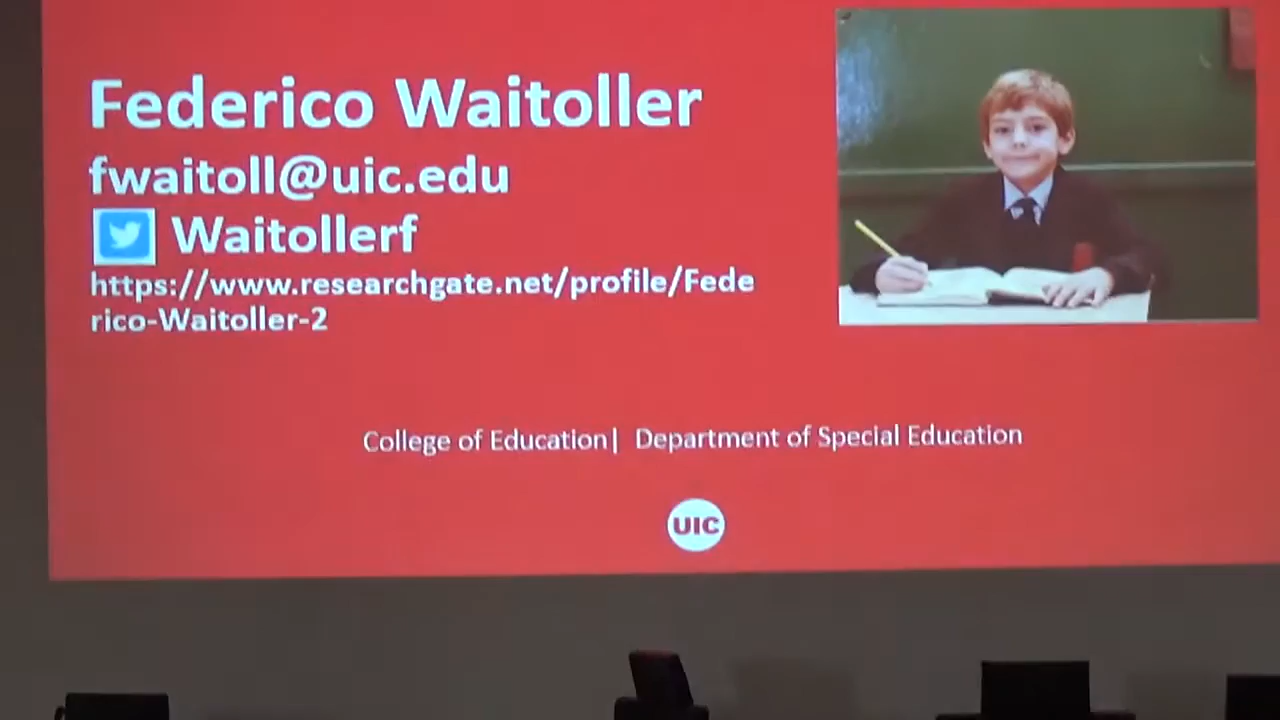 Federico Waitoller
fwaitoll@uic.edu
Waitollerf
https://www.researchgate.net/profile/Fede
rico-Waitoller-2
College of Education| Department of Special Education
UIC